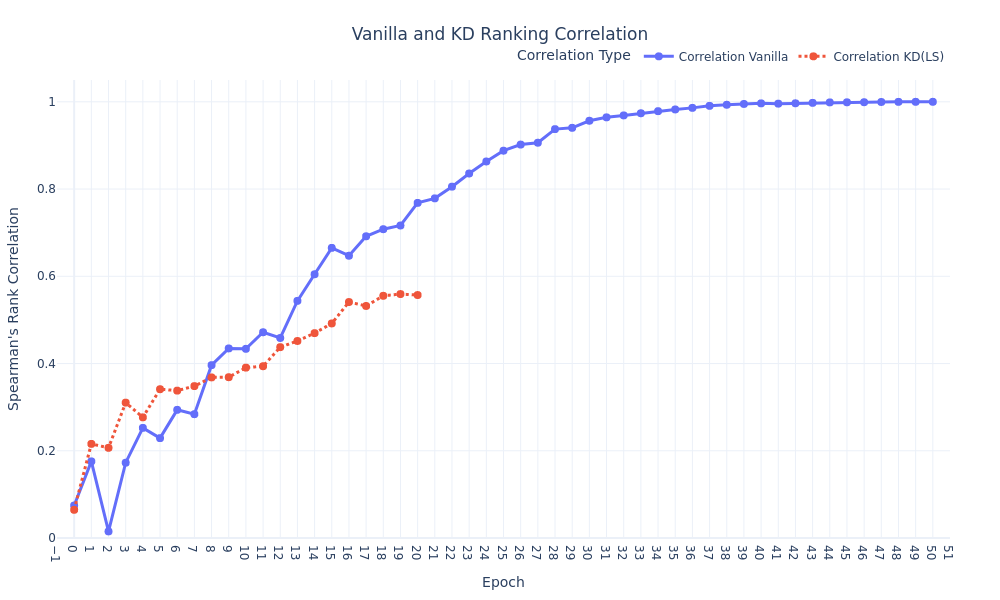 Vanilla and KD Ranking Correlation
Correlation Type Correlation Vanilla Correlation KD(LS)
Spearman's Rank Correlation
1
0.8
0.6
0.4
0.2
0
−1 0 1 2 3 4 5 6 7 8 9 10 11 12 13 14 15 16 17 18 19 20 21 22 23 24 25 26 27 28 29 30 31 32 33 34 35 36 37 38 39 40 41 42 43 44 45 46 47 48 49 50 51
Epoch